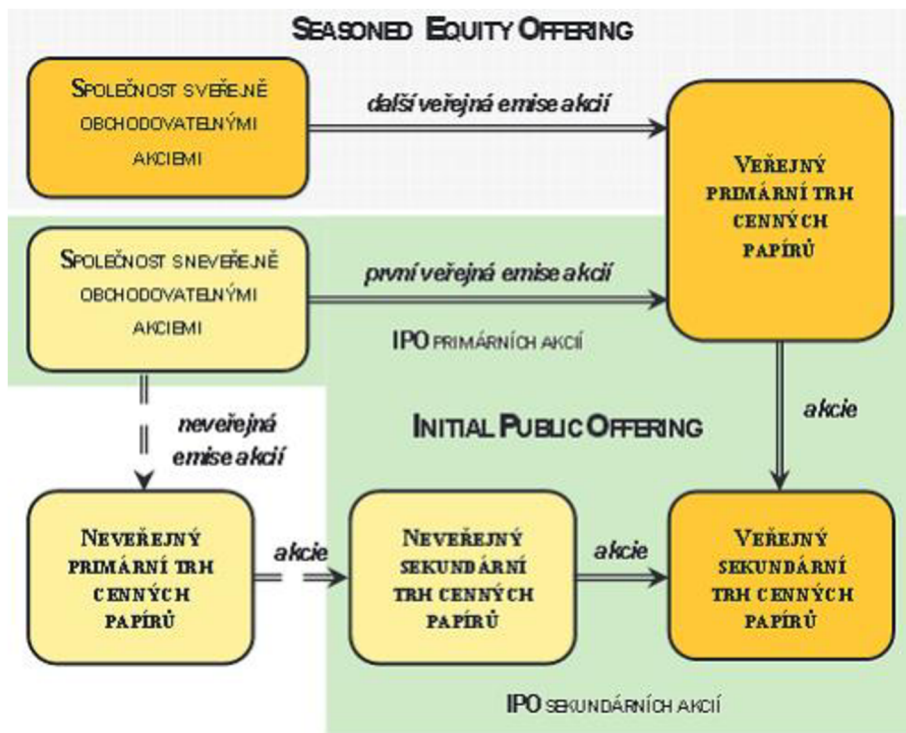 SEASONED EQUITY OFFERING
SPOLEČNOST SVEŘEJNĚ
OBCHODOVATELNÝMI
AKCIEMI
další veřejná emise akcií
VEŘEJNÝ
PRIMÁRNÍ TRH
CENNÝCH
PAPÍRŮ
SPOLEČNOST SNEVEŘEJNĚ
OBCHODOVATELNÝMI
AKCIEMI
první veřejná emise akcií
IPO PRIMÁRNÍCH AKCIÍ
neveřejná
emise akcií
INITIAL PUBLIC OFFERING
akcie
NEVEŘEJNÝ
PRIMÁRNÍ TRH
CENNÝCH
PAPÍRŮ
akcie
NEVEŘEJNÝ
SEKUNDÁRNÍ
TRH CENNÝCH
PAPÍRŮ
akcie
VEŘEJNÝ
SEKUNDÁRNÍ
TRH CENNÝCH
PAPÍRŮ
IPO SEKUNDÁRNÍCH AKCIÍ